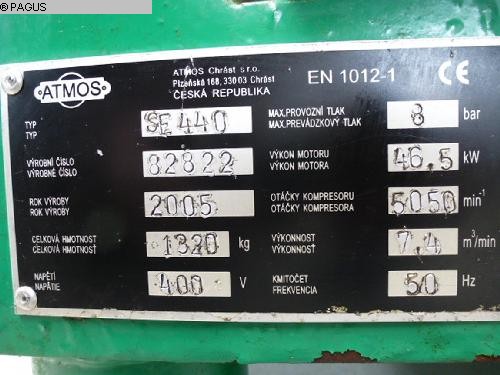 © PAGUS
ATMOS
ATMOS Chrást s.r.o.
Plzeňská 168, 330 03 Chrást
ČESKÁ REPUBLIKA
EN 1012-1 CE
TYP
TYP
SE 440
MAX.PROVOZNÍ TLAK
MAX.PREVÁDZKOVÝ TLAK
8 bar
VÝROBNÍ ČÍSLO
VÝROBNÉ ČÍSLO
82822
VÝKON MOTORU
VÝKON MOTORA
46.5 kW
ROK VÝROBY
ROK VÝROBY
2005
OTÁČKY KOMPRESORU
OTÁČKY KOMPRESORA
5050 min⁻¹
CELKOVÁ HMOTNOST
CELKOVÁ HMOTNOSŤ
1320 kg
VÝKONNOST
VÝKONNOSŤ
7.4 m³/min
NAPĚTÍ
NAPÄTIE
400 V
KMITOČET
FREKVENCIA
50 Hz